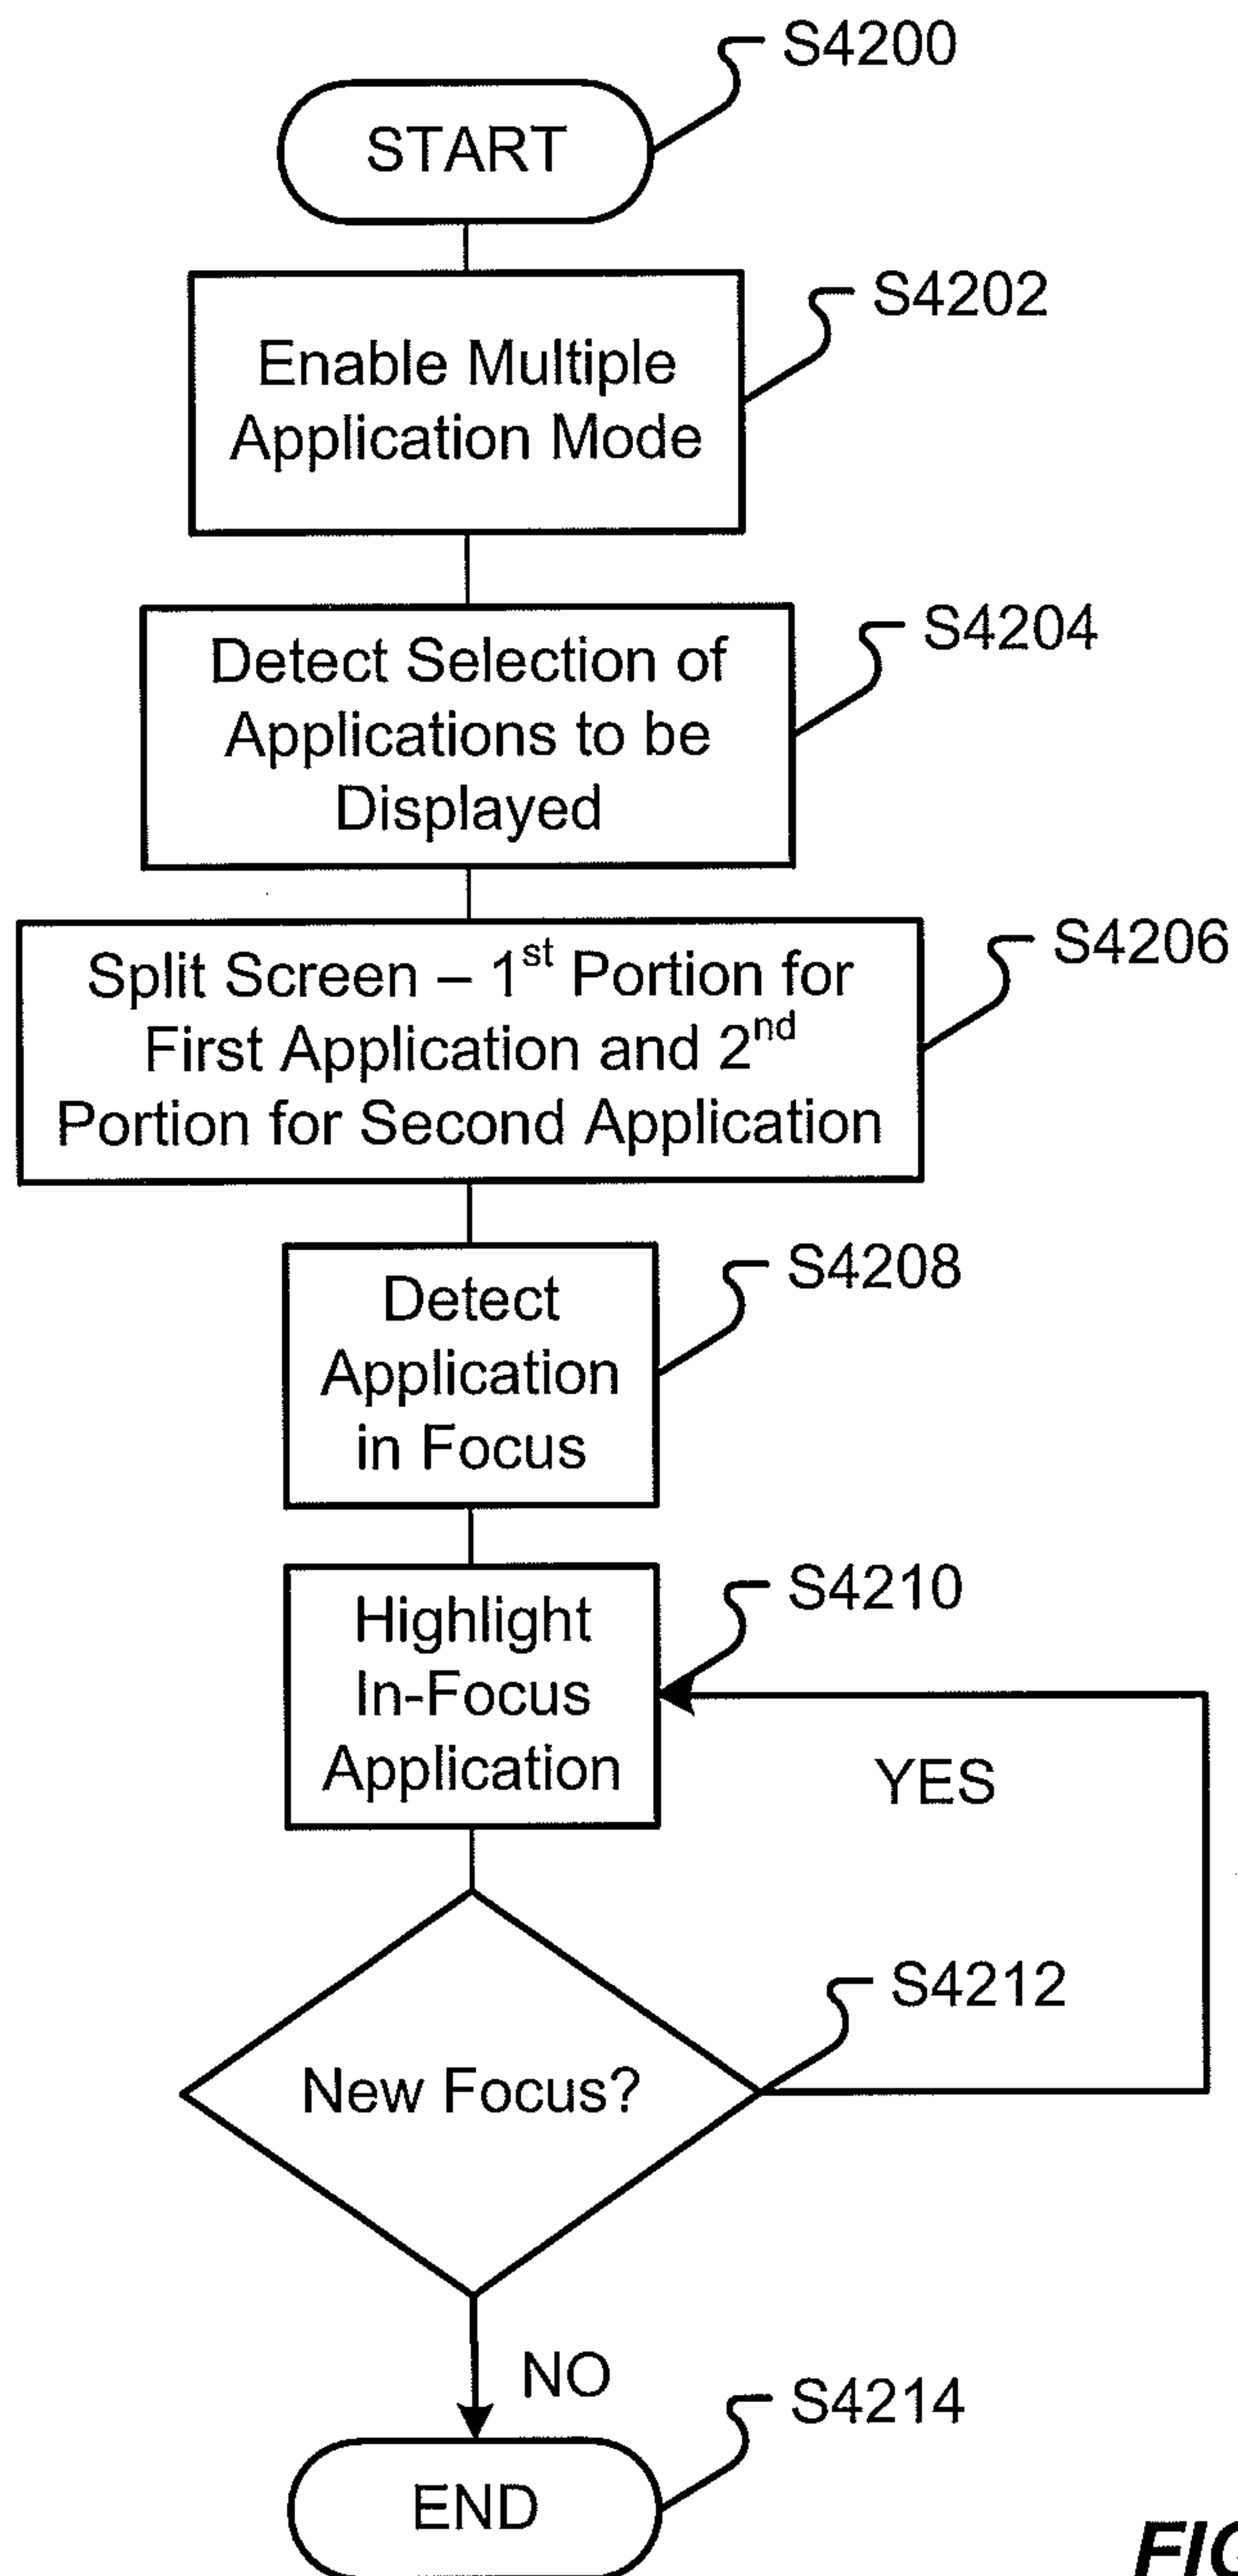 S4200
START
S4202
Enable Multiple
Application Mode
S4204
Detect Selection of
Applications to be
Displayed
S4206
Split Screen – 1st Portion for
First Application and 2nd
Portion for Second Application
S4208
Detect
Application
in Focus
S4210
Highlight
In-Focus
Application
YES
S4212
New Focus?
NO
S4214
END